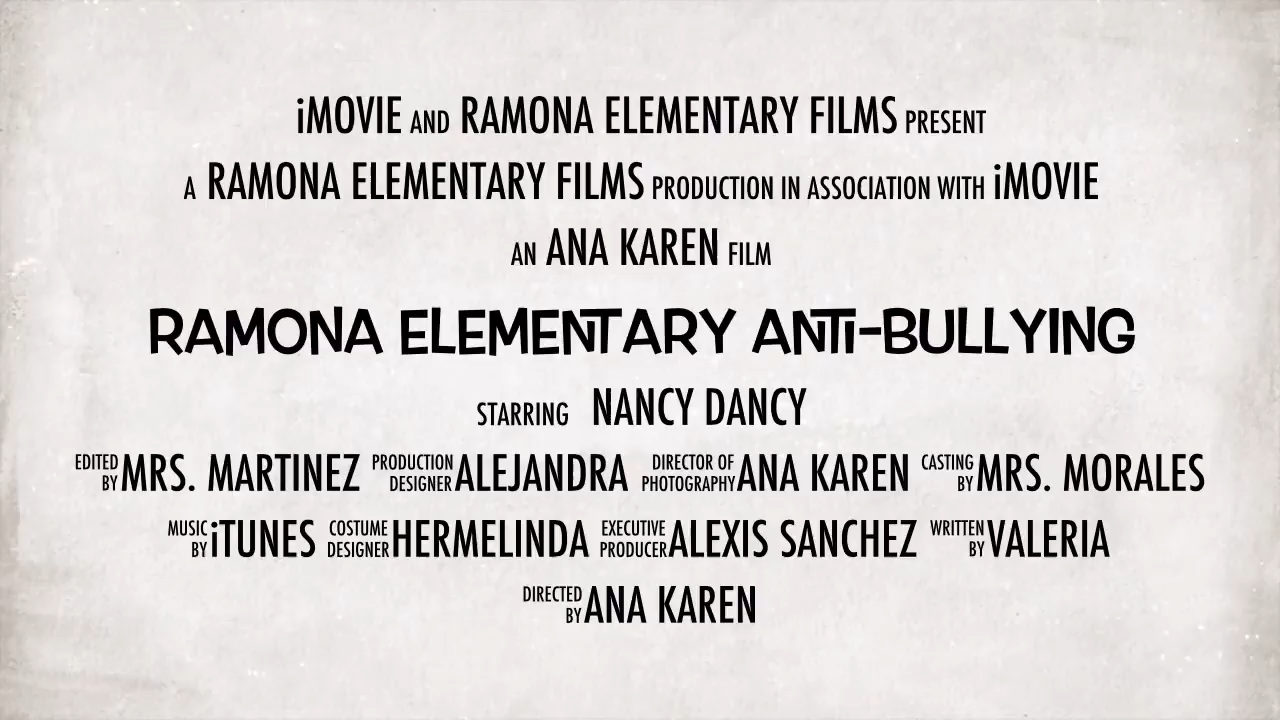 iMOVIE AND RAMONA ELEMENTARY FILMS PRESENT
A RAMONA ELEMENTARY FILMS PRODUCTION IN ASSOCIATION WITH iMOVIE
AN ANA KAREN FILM
RAMONA ELEMENTARY ANTi-BULLYING
STARRING NANCY DANCY
EDITED BY MRS. MARTINEZ PRODUCTION DESIGNER ALEJANDRA DIRECTOR OF PHOTOGRAPHY ANA KAREN CASTING BY MRS. MORALES
MUSIC BY iTUNES COSTUME DESIGNER HERMELINDA EXECUTIVE PRODUCER ALEXIS SANCHEZ WRITTEN BY VALERIA
DIRECTED BY ANA KAREN